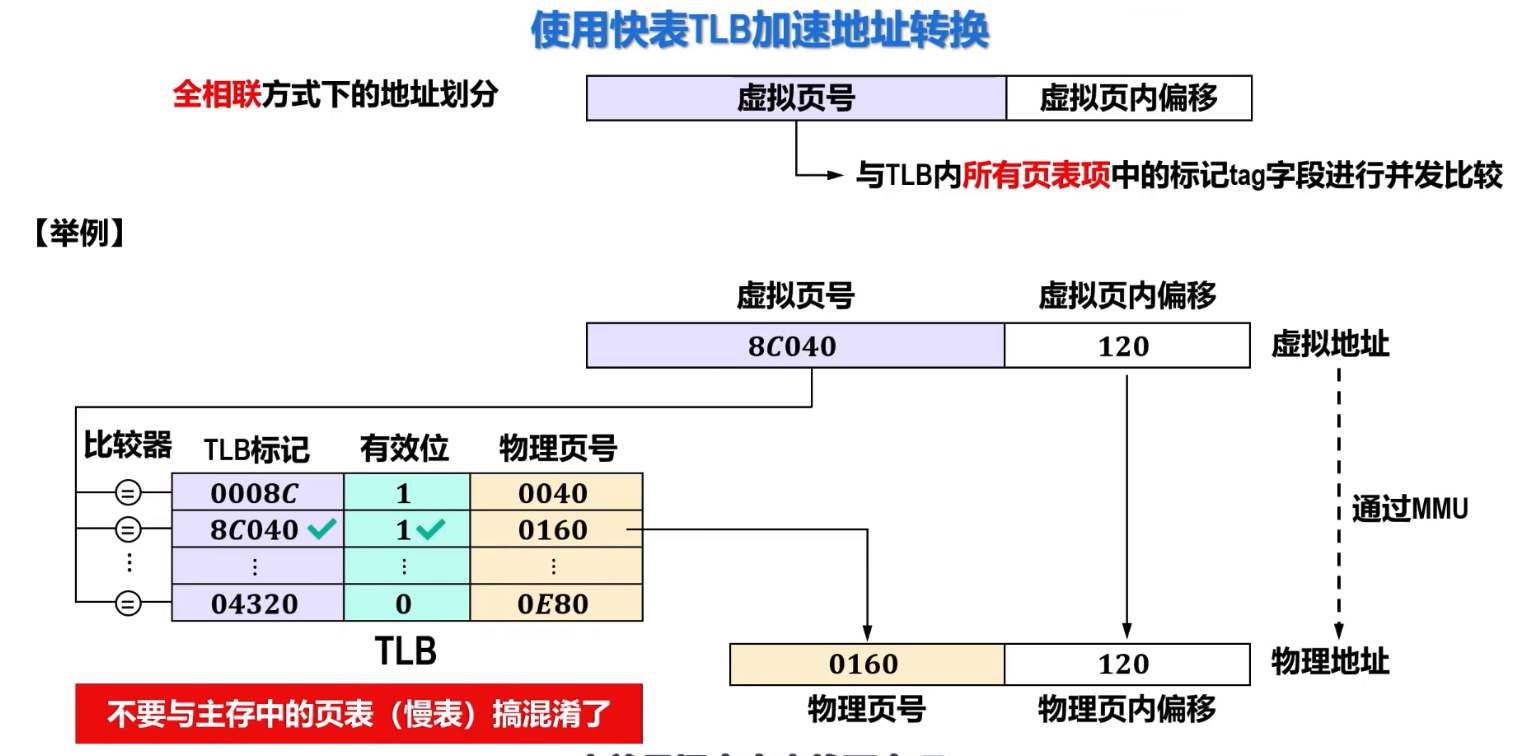 使用快表TLB加速地址转换
全相联方式下的地址划分
虚拟页号 虚拟页内偏移
与TLB内所有页表项中的标记tag字段进行并发比较
【举例】
虚拟页号 虚拟页内偏移
8C040 120 虚拟地址
比较器 TLB标记 有效位 物理页号
= 0008C 1 0040
通过MMU
= 8C040 1 0160
⋮ ⋮ ⋮ ⋮
= 04320 0 0E80
TLB
0160 120 物理地址
物理页号 物理页内偏移
不要与主存中的页表（慢表）搞混淆了